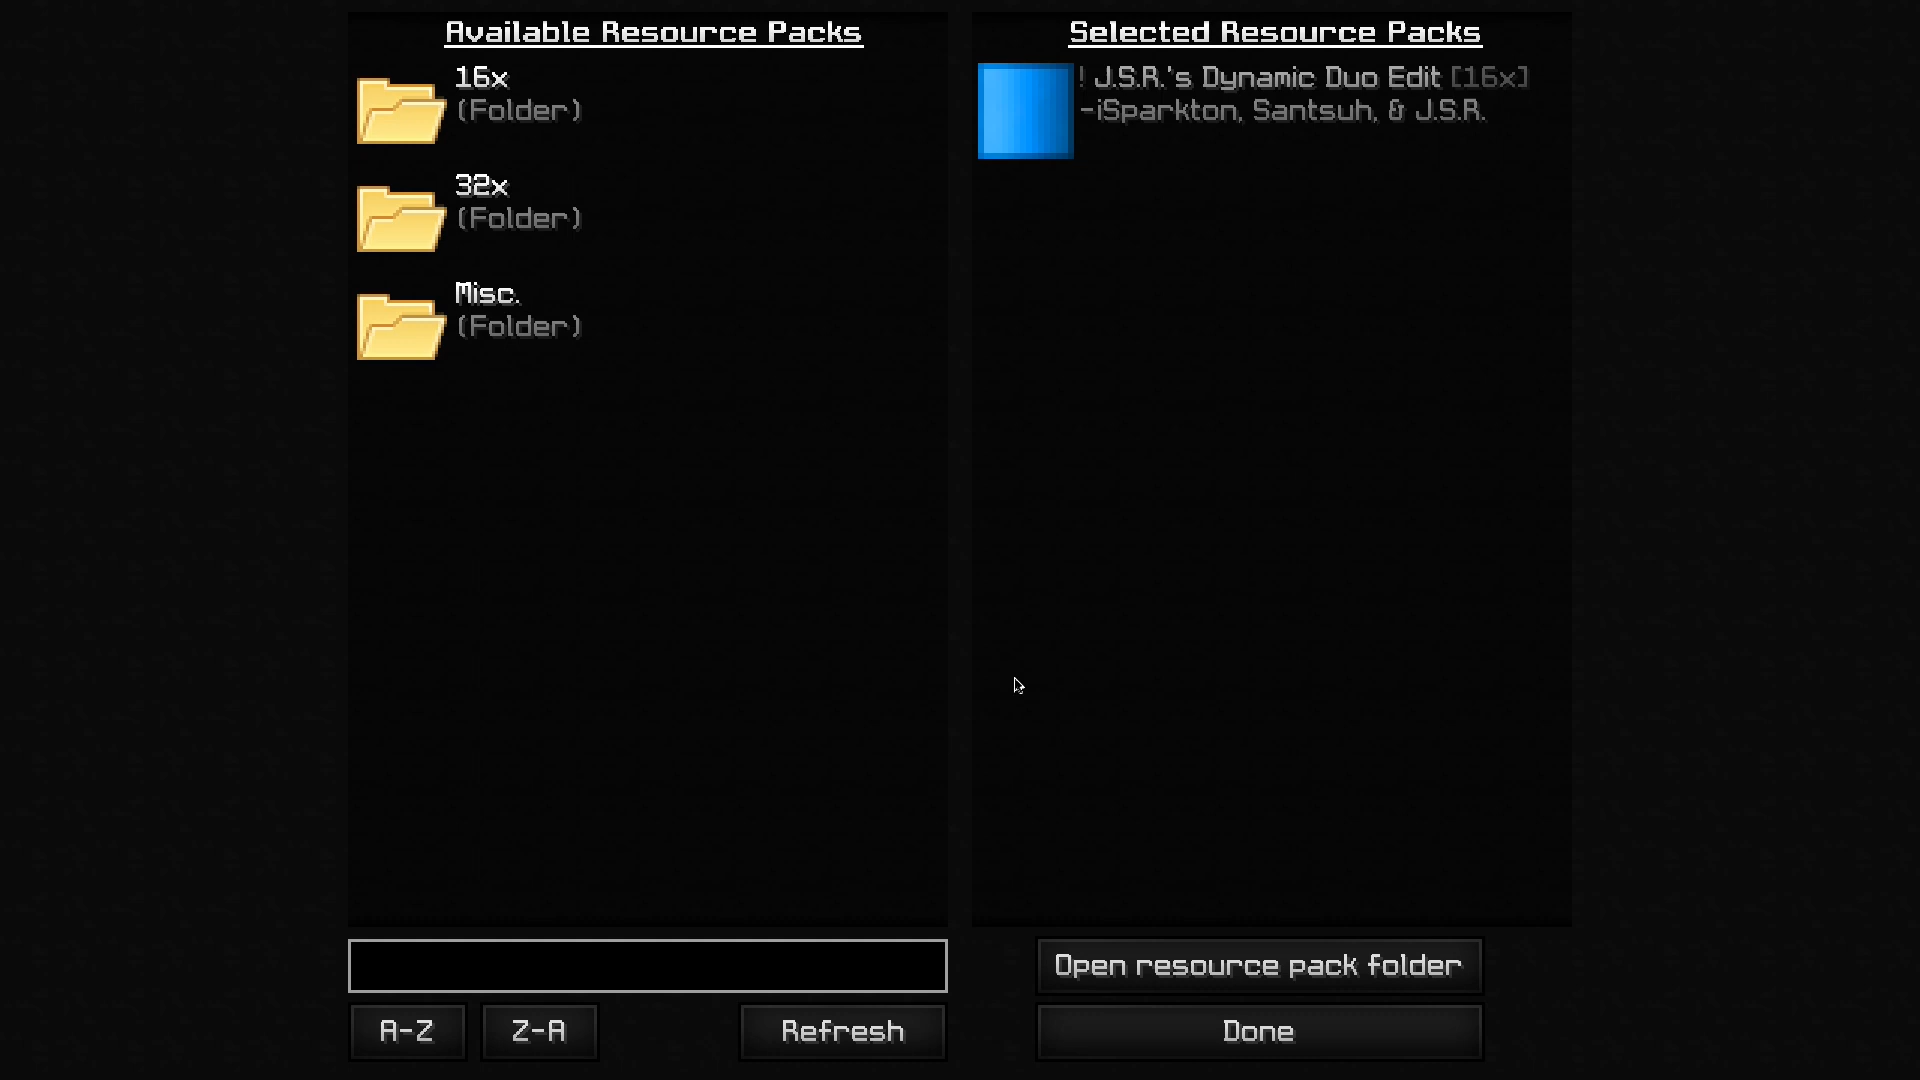 Available Resource Packs
16x
(Folder)
32x
(Folder)
Misc.
(Folder)
Selected Resource Packs
! J.S.R.'s Dynamic Duo Edit [16x]
-iSparkton, Santsuh, & J.S.R.
Open resource pack folder
A-Z
Z-A
Refresh
Done